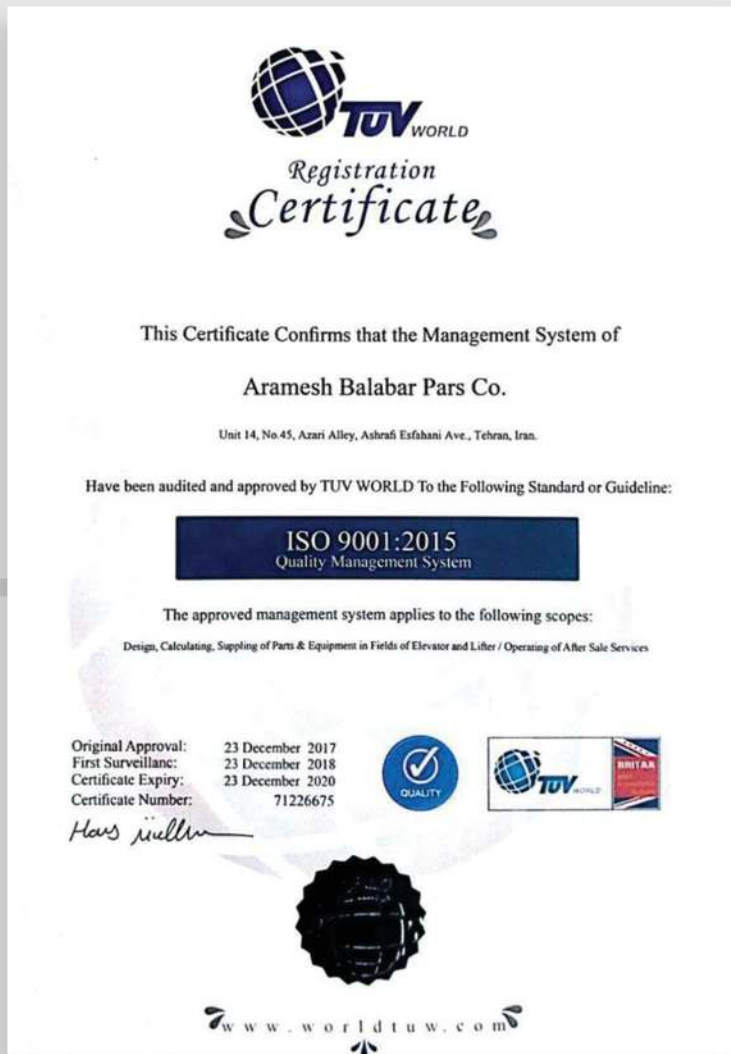 TUV WORLD
Registration
Certificate
This Certificate Confirms that the Management System of
Aramesh Balabar Pars Co.
Unit 14, No.45, Azari Alley, Ashrafi Esfahani Ave., Tehran, Iran.
Have been audited and approved by TUV WORLD To the Following Standard or Guideline:
ISO 9001:2015
Quality Management System
The approved management system applies to the following scopes:
Design, Calculating, Suppling of Parts & Equipment in Fields of Elevator and Lifter / Operating of After Sale Services
Original Approval: 23 December 2017
First Surveillanc: 23 December 2018
Certificate Expiry: 23 December 2020
Certificate Number: 71226675
QUALITY
TUV WORLD
BRITAR
www.worldtuw.com